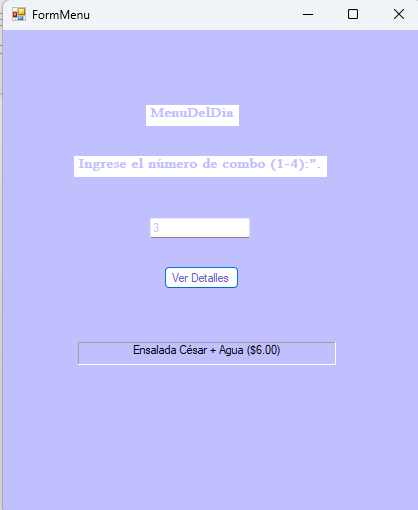 FormMenu
MenuDelDia
Ingrese el número de combo (1-4):".
3
Ver Detalles
Ensalada César + Agua ($6.00)